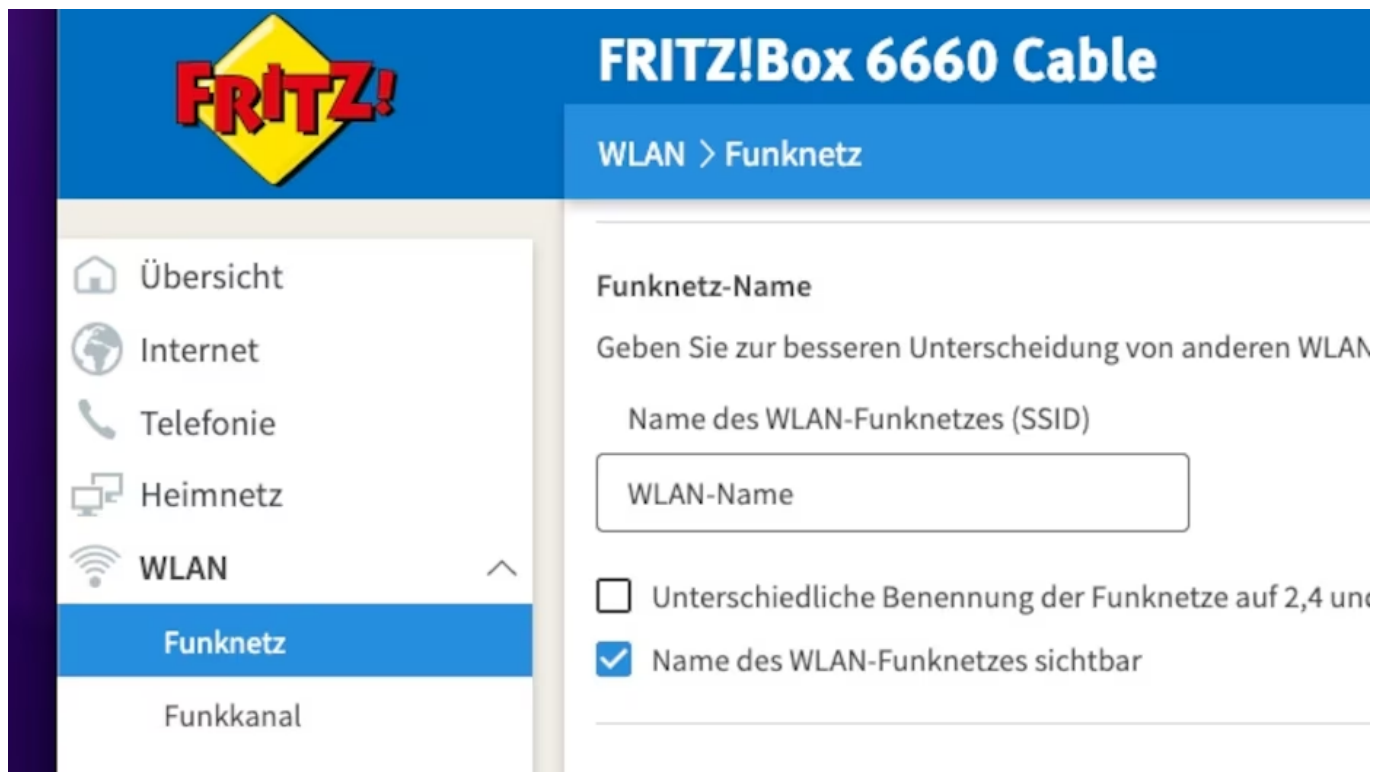 FRITZ!
FRITZ!Box 6660 Cable
WLAN > Funknetz
Übersicht
Internet
Telefonie
Heimnetz
WLAN
Funknetz
Funkkanal
Funknetz-Name
Geben Sie zur besseren Unterscheidung von anderen WLAN
Name des WLAN-Funknetzes (SSID)
WLAN-Name
Unterschiedliche Benennung der Funknetze auf 2,4 und
Name des WLAN-Funknetzes sichtbar